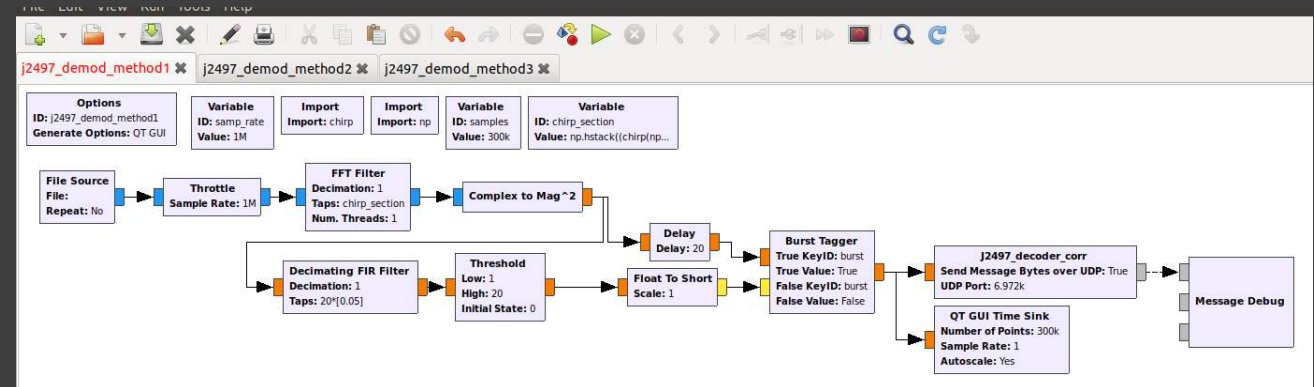 File Edit View Run Tools Help
j2497_demod_method1 j2497_demod_method2 j2497_demod_method3
Options
ID: j2497_demod_method1
Generate Options: QT GUI
Variable
ID: samp_rate
Value: 1M
Import
Import: chirp
Import
Import: np
Variable
ID: samples
Value: 300k
Variable
ID: chirp_section
Value: np.hstack((chirp(np...
File Source
File:
Repeat: No
Throttle
Sample Rate: 1M
FFT Filter
Decimation: 1
Taps: chirp_section
Num. Threads: 1
Complex to Mag^2
Delay
Delay: 20
Decimating FIR Filter
Decimation: 1
Taps: 20*[0.05]
Threshold
Low: 1
High: 20
Initial State: 0
Float To Short
Scale: 1
Burst Tagger
True KeyID: burst
True Value: True
False KeyID: burst
False Value: False
J2497_decoder_corr
Send Message Bytes over UDP: True
UDP Port: 6.972k
QT GUI Time Sink
Number of Points: 300k
Sample Rate: 1
Autoscale: Yes
Message Debug